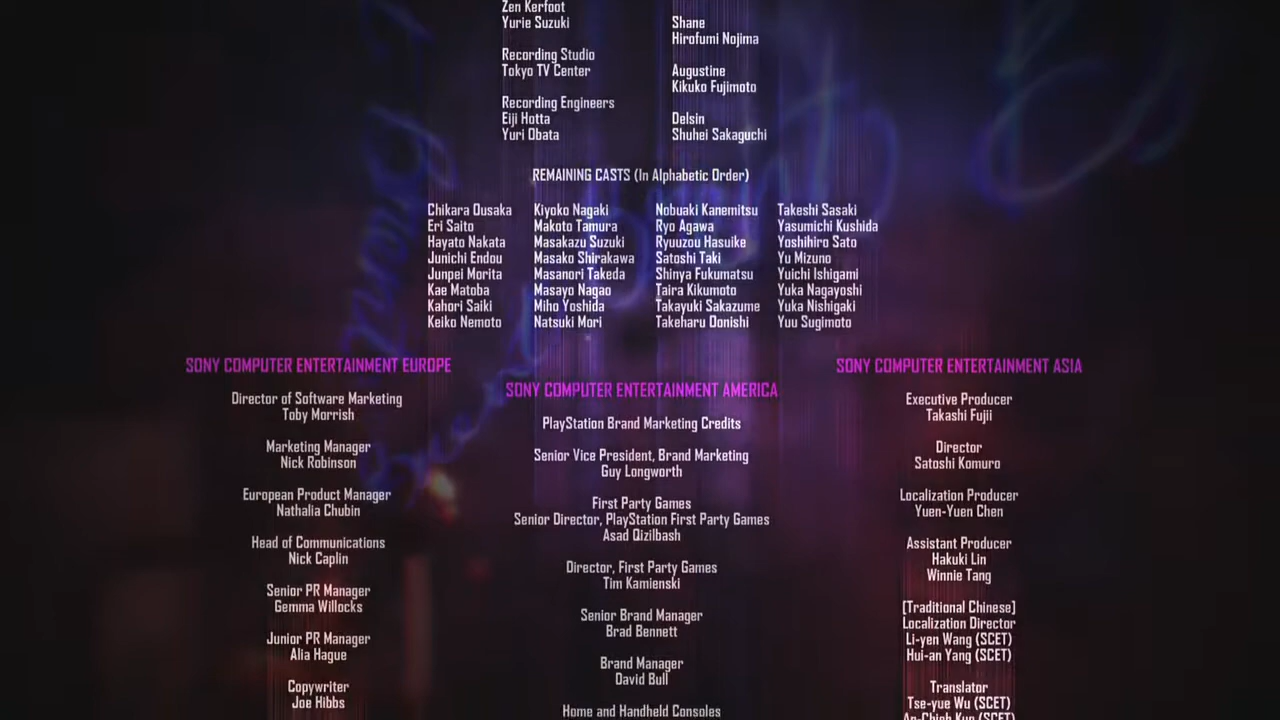 Zen Kerfoot
Yurie Suzuki
Recording Studio
Tokyo TV Center
Recording Engineers
Eiji Hotta
Yuri Obata
Shane
Hirofumi Nojima
Augustine
Kikuko Fujimoto
Delsin
Shuhei Sakaguchi
REMAINING CASTS (In Alphabetic Order)
Chikara Ousaka
Eri Saito
Hayato Nakata
Junichi Endou
Junpei Morita
Kae Matoba
Kahori Saiki
Keiko Nemoto
Kiyoko Nagaki
Makoto Tamura
Masakazu Suzuki
Masako Shirakawa
Masanori Takeda
Masayo Nagao
Miho Yoshida
Natsuki Mori
Nobuaki Kanemitsu
Ryo Agawa
Ryuuzou Hasuike
Satoshi Taki
Shinya Fukumatsu
Taira Kikumoto
Takayuki Sakazume
Takeharu Oonishi
Takeshi Sasaki
Yasumichi Kushida
Yoshihiro Sato
Yu Mizuno
Yuichi Ishigami
Yuka Nagayoshi
Yuka Nishigaki
Yuu Sugimoto
SONY COMPUTER ENTERTAINMENT EUROPE
Director of Software Marketing
Toby Morrish
Marketing Manager
Nick Robinson
European Product Manager
Nathalia Chubin
Head of Communications
Nick Caplin
Senior PR Manager
Gemma Willocks
Junior PR Manager
Alia Hague
Copywriter
Joe Hibbs
SONY COMPUTER ENTERTAINMENT AMERICA
PlayStation Brand Marketing Credits
Senior Vice President, Brand Marketing
Guy Longworth
First Party Games
Senior Director, PlayStation First Party Games
Asad Qizilbash
Director, First Party Games
Tim Kamienski
Senior Brand Manager
Brad Bennett
Brand Manager
David Bull
Home and Handheld Consoles
SONY COMPUTER ENTERTAINMENT ASIA
Executive Producer
Takashi Fujii
Director
Satoshi Komuro
Localization Producer
Yuen-Yuen Chen
Assistant Producer
Hakuki Lin
Winnie Tang
[Traditional Chinese]
Localization Director
Li-yen Wang (SCET)
Hui-an Yang (SCET)
Translator
Tse-yue Wu (SCET)
An-Chieh Kuo (SCET)